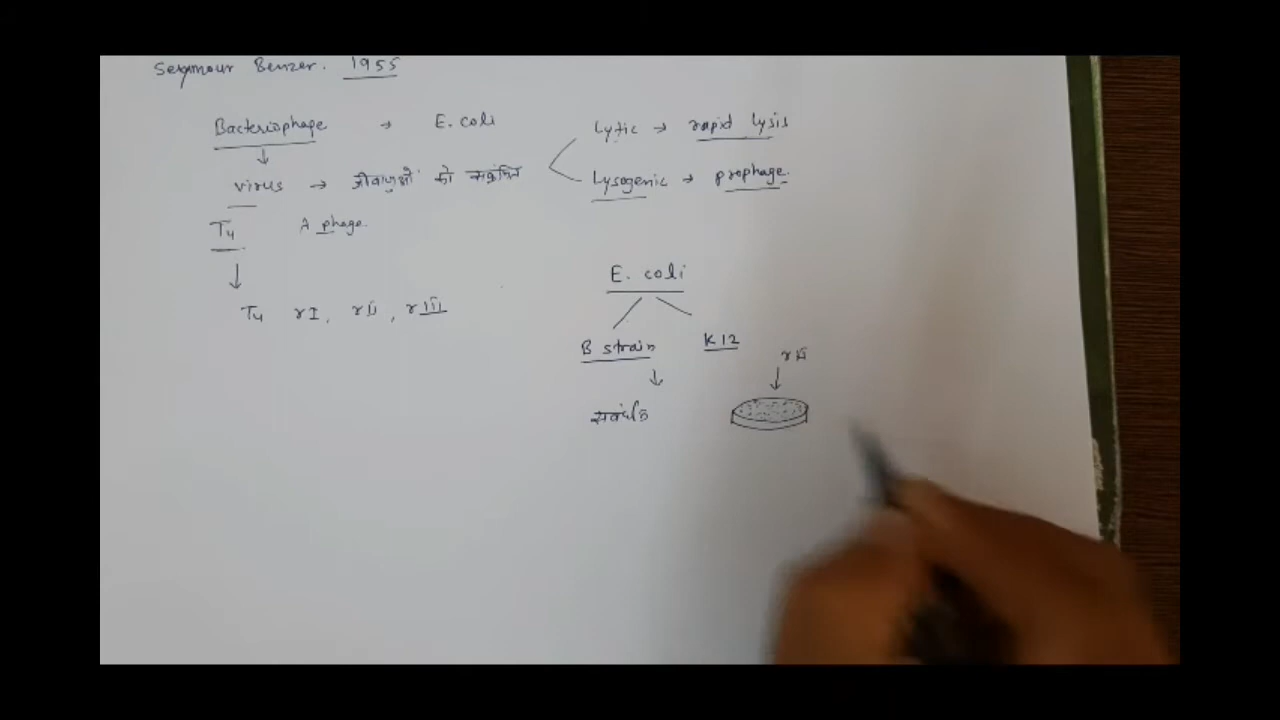 Seymour Benzer. 1955
Bacteriophage → E. coli
Lytic → rapid lysis
virus → जीवाणुओं को संक्रमित
Lysogenic → prophage.
T4 λ phage.
E. coli
T4 rI, rII, rIII
B strain K12
rII